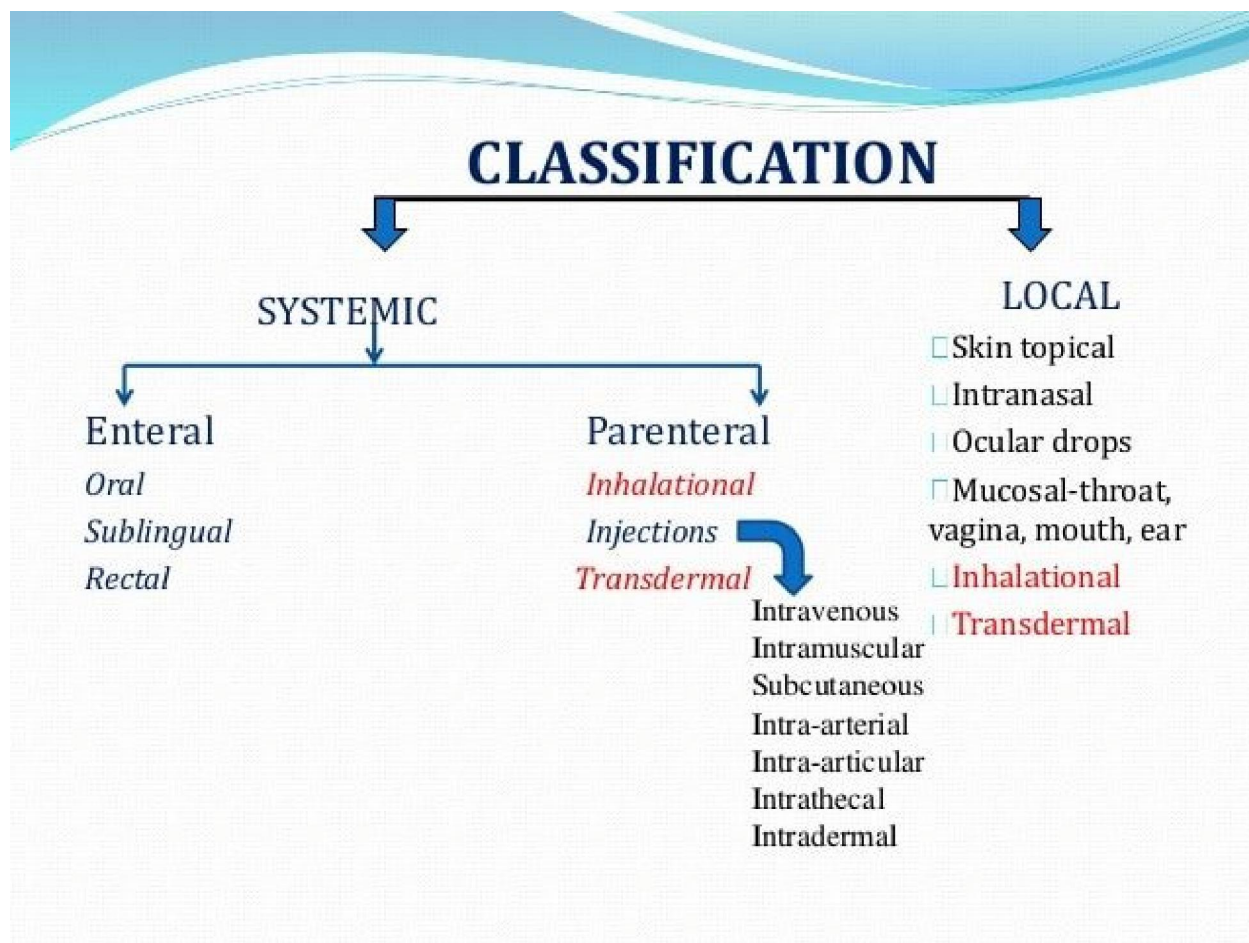 CLASSIFICATION
SYSTEMIC
Enteral
Oral
Sublingual
Rectal
Parenteral
Inhalational
Injections
Transdermal
Intravenous
Intramuscular
Subcutaneous
Intra-arterial
Intra-articular
Intrathecal
Intradermal
LOCAL
Skin topical
Intranasal
Ocular drops
Mucosal-throat,
vagina, mouth, ear
Inhalational
Transdermal